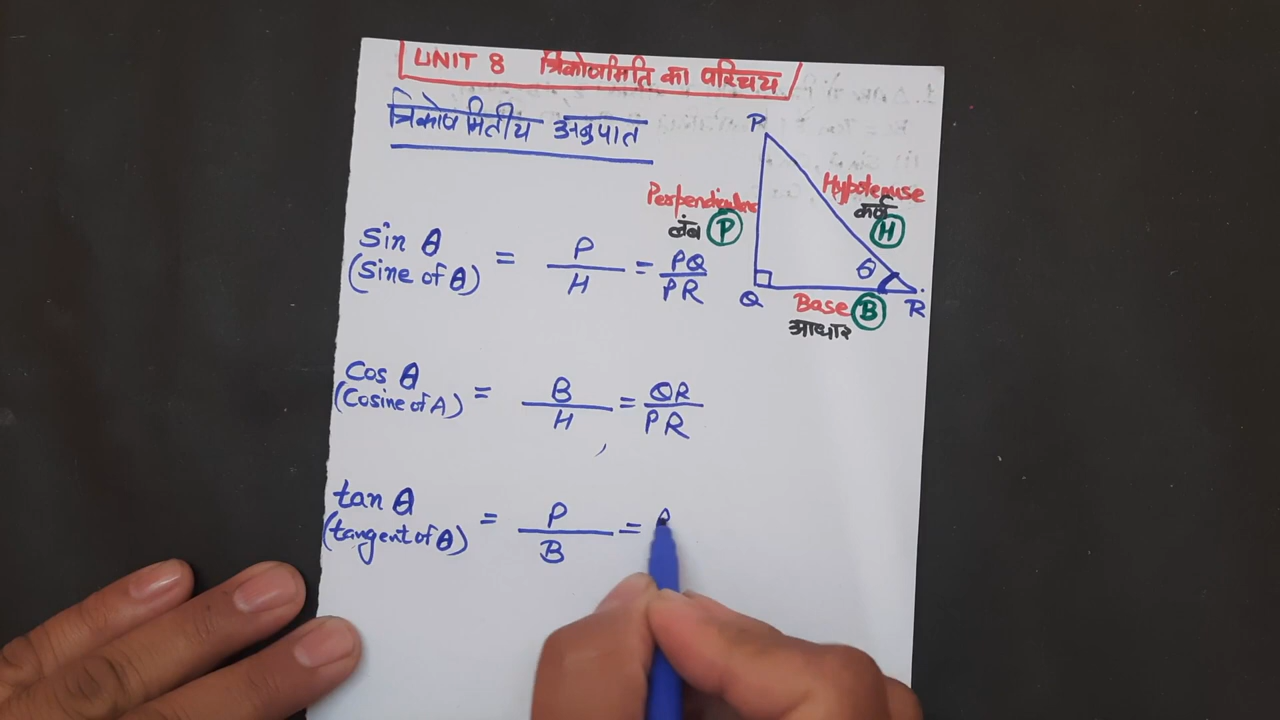 UNIT 8 त्रिकोणमिति का परिचय
त्रिकोणमितीय अनुपात
P
Perpendicular
लंब P
Hypotenuse
कर्ण
H
θ
Q
Base B
R
आधार
sin θ
(Sine of θ) = P/H = PQ/PR
Cos θ
(Cosine of A) = B/H = QR/PR
tan θ
(tangent of θ) = P/B =